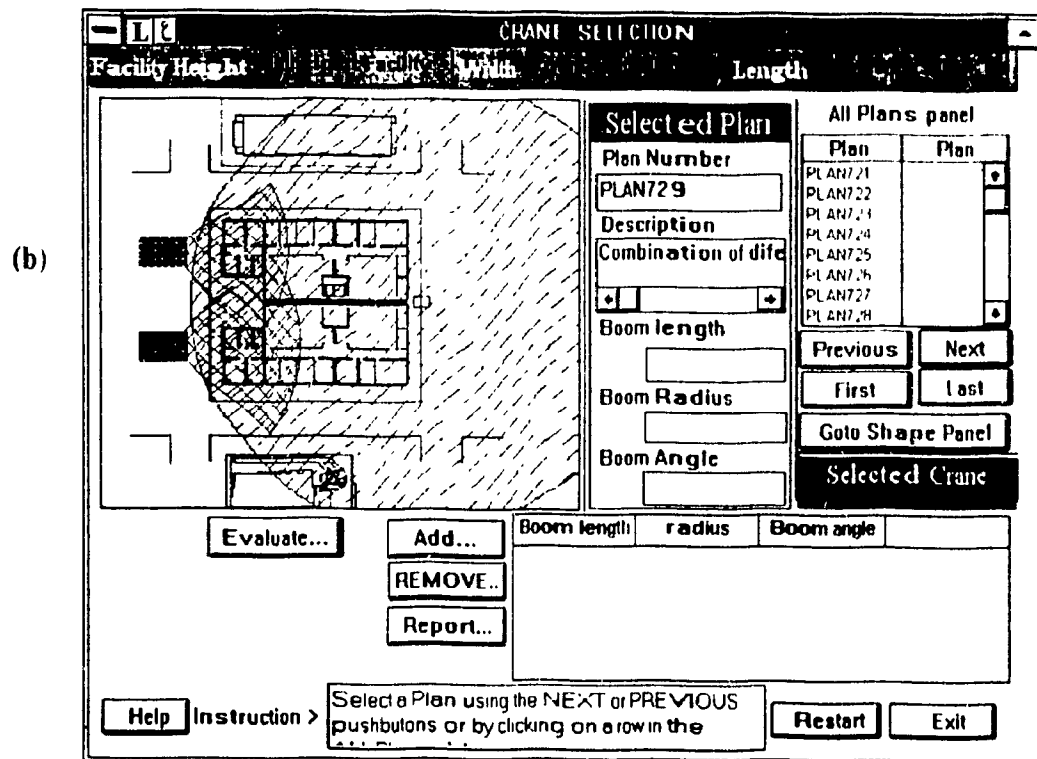 CRANE SELECTION
Facility Height Width Length
(b)
Selected Plan
Plan Number
PLAN729
Description
Combination of dife
Boom length
Boom Radius
Boom Angle
All Plans panel
Plan Plan
PLAN721
PLAN722
PLAN723
PLAN724
PLAN725
PLAN726
PLAN727
PLAN728
Previous Next
First Last
Goto Shape Panel
Selected Crane
Evaluate...
Add...
REMOVE..
Report...
Boom length radius Boom angle
Help Instruction >
Select a Plan using the NEXT or PREVIOUS
pushbutons or by clicking on a row in the
Restart Exit